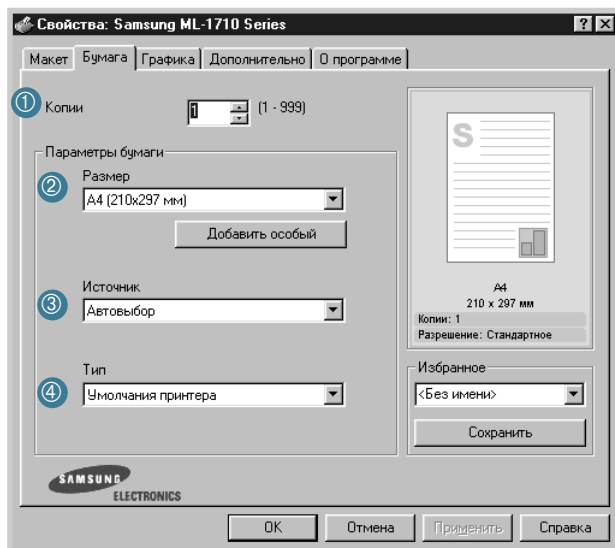 Свойства: Samsung ML-1710 Series
Макет Бумага Графика Дополнительно О программе
① Копии 1 (1 - 999)
Параметры бумаги
② Размер
A4 (210x297 мм)
Добавить особый
③ Источник
Автовыбор
④ Тип
Умолчания принтера
S
A4
210 x 297 мм
Копии: 1
Разрешение: Стандартное
Избранное
<Без имени>
Сохранить
SAMSUNG
ELECTRONICS
OK Отмена Применить Справка